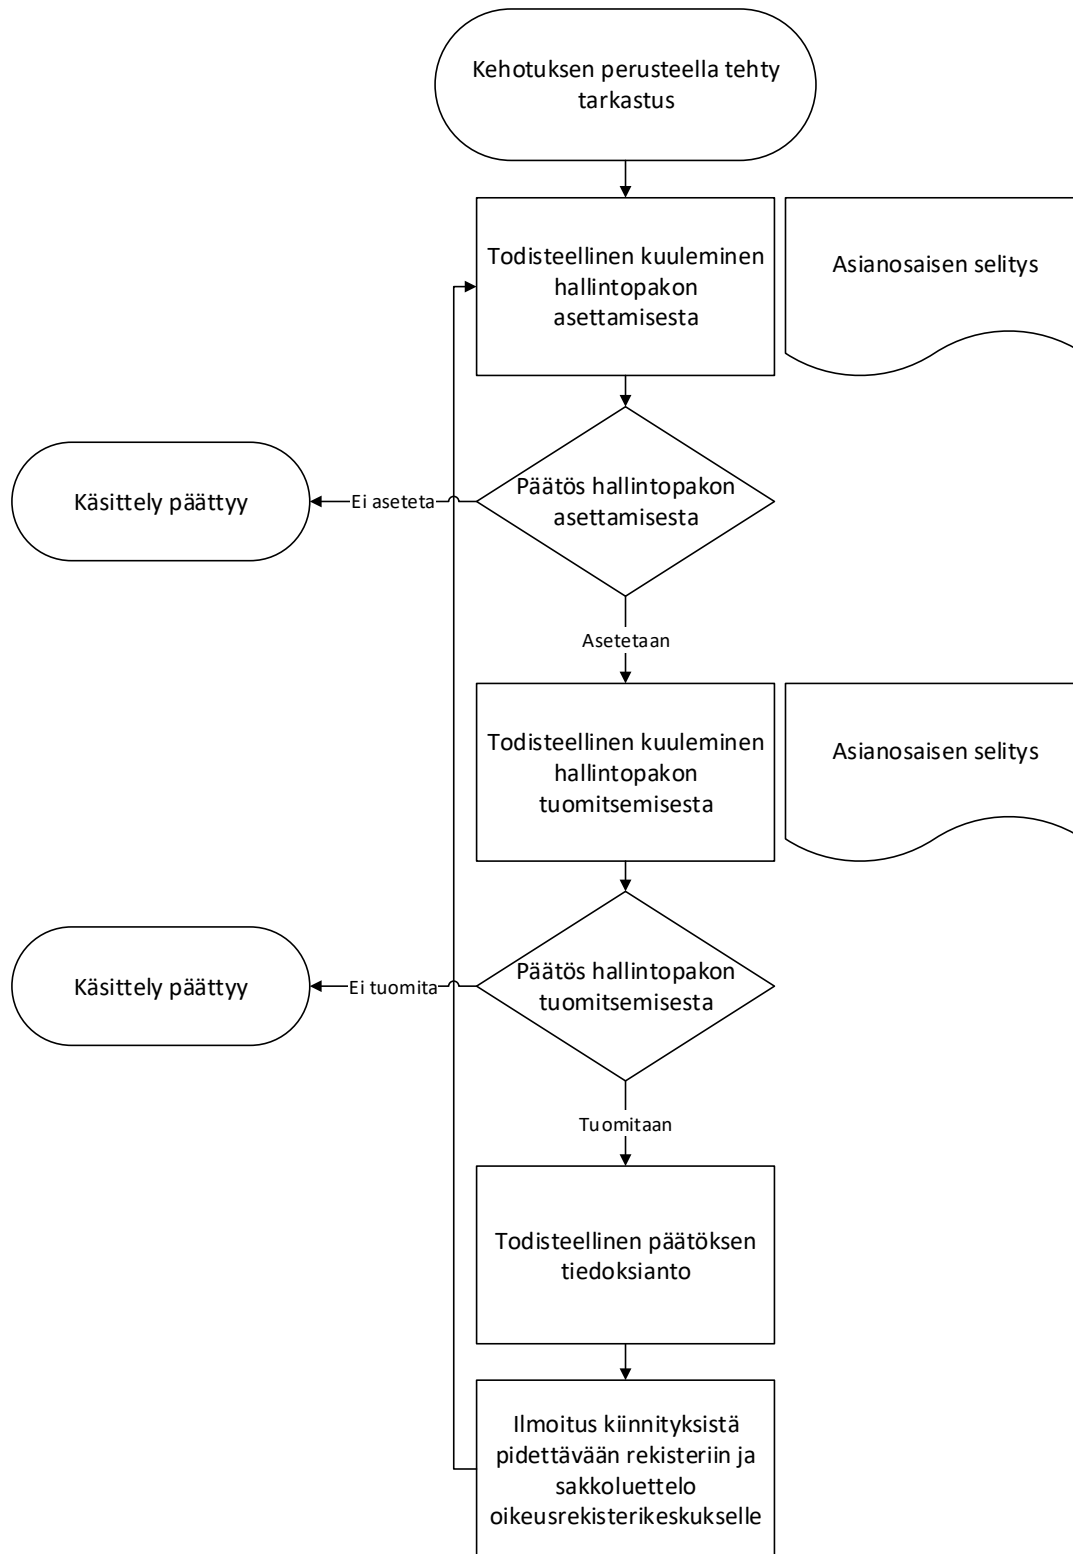 Kehotuksen perusteella tehty
tarkastus
Todisteellinen kuuleminen
hallintopakon
asettamisesta
Asianosaisen selitys
Päätös hallintopakon
asettamisesta
Ei aseteta
Käsittely päättyy
Asetetaan
Todisteellinen kuuleminen
hallintopakon
tuomitsemisesta
Asianosaisen selitys
Päätös hallintopakon
tuomitsemisesta
Ei tuomita
Käsittely päättyy
Tuomitaan
Todisteellinen päätöksen
tiedoksianto
Ilmoitus kiinnityksistä
pidettävään rekisteriin ja
sakkoluettelo
oikeusrekisterikeskukselle